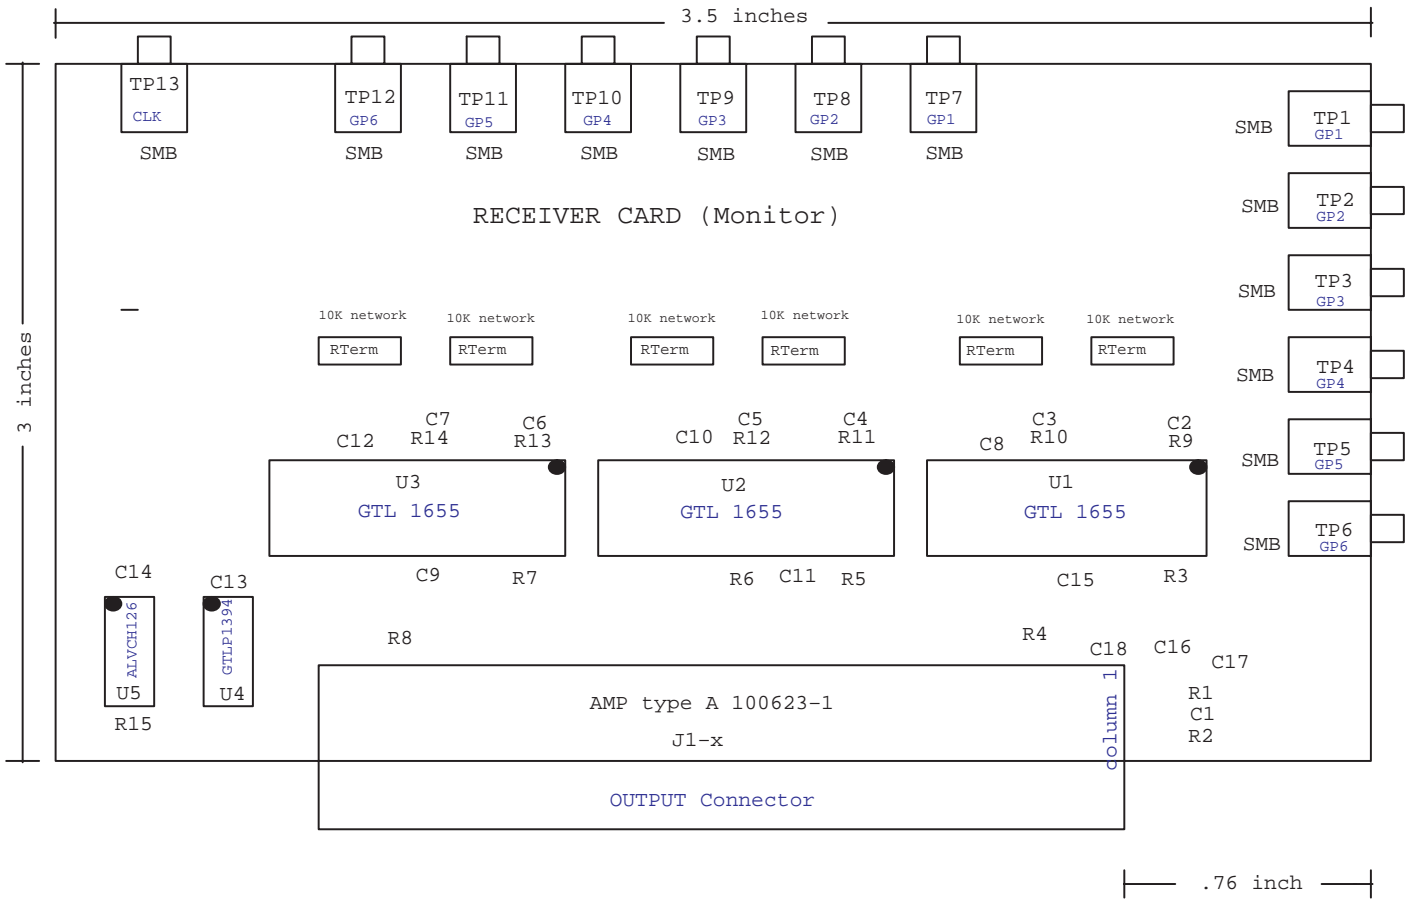 3.5 inches
TP13
CLK
SMB
TP12
GP6
SMB
TP11
GP5
SMB
TP10
GP4
SMB
TP9
GP3
SMB
TP8
GP2
SMB
TP7
GP1
SMB
SMB
TP1
GP1
SMB
TP2
GP2
SMB
TP3
GP3
SMB
TP4
GP4
SMB
TP5
GP5
SMB
TP6
GP6
RECEIVER CARD (Monitor)
3 inches
10K network
RTerm
10K network
RTerm
10K network
RTerm
10K network
RTerm
10K network
RTerm
10K network
RTerm
C12
C7
R14
C6
R13
C10
C5
R12
C4
R11
C8
C3
R10
C2
R9
U3
GTL 1655
U2
GTL 1655
U1
GTL 1655
C9
R7
R6
C11
R5
C15
R3
C14
ALVCH126
U5
R15
C13
GTLP1394
U4
R8
R4
C18
C16
C17
R1
C1
R2
AMP type A 100623-1
J1-x
column 1
OUTPUT Connector
.76 inch